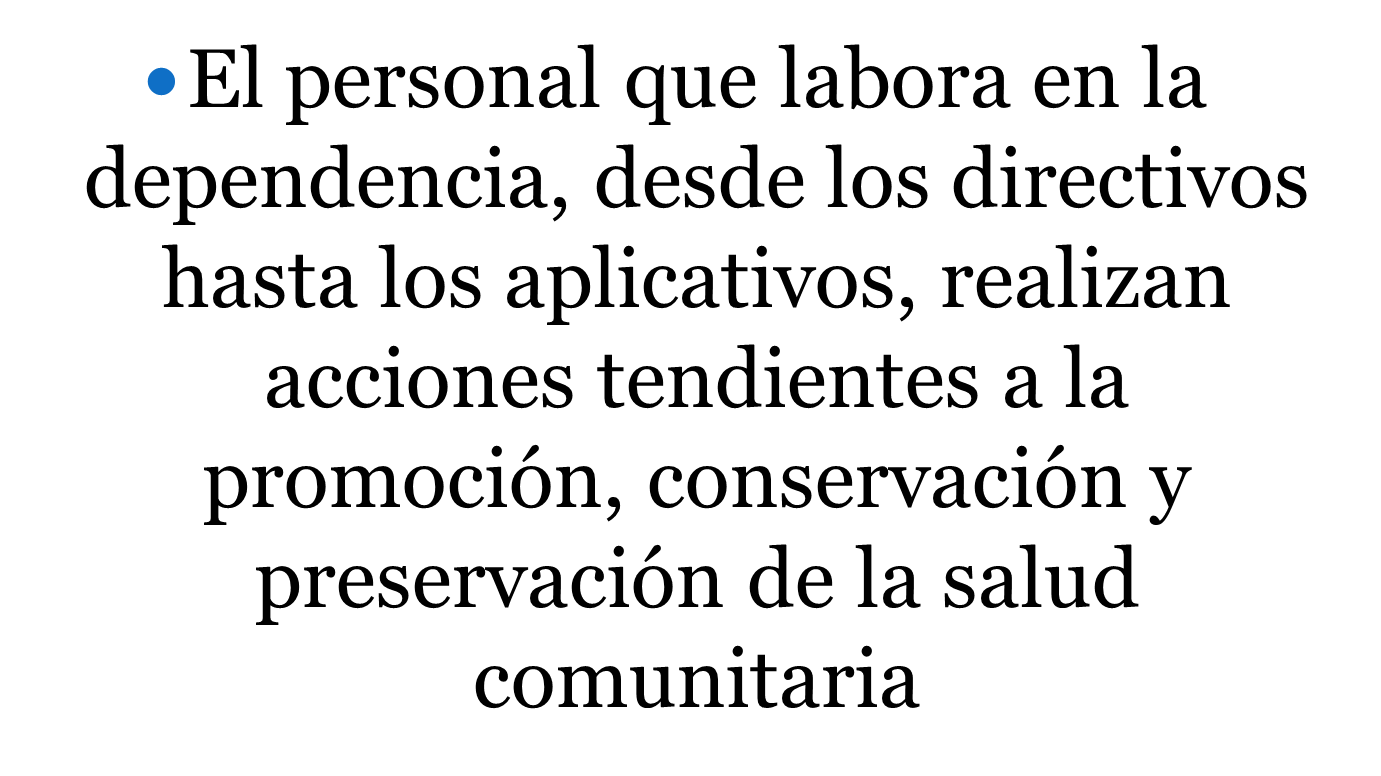 •El personal que labora en la
dependencia, desde los directivos
hasta los aplicativos, realizan
acciones tendientes a la
promoción, conservación y
preservación de la salud
comunitaria